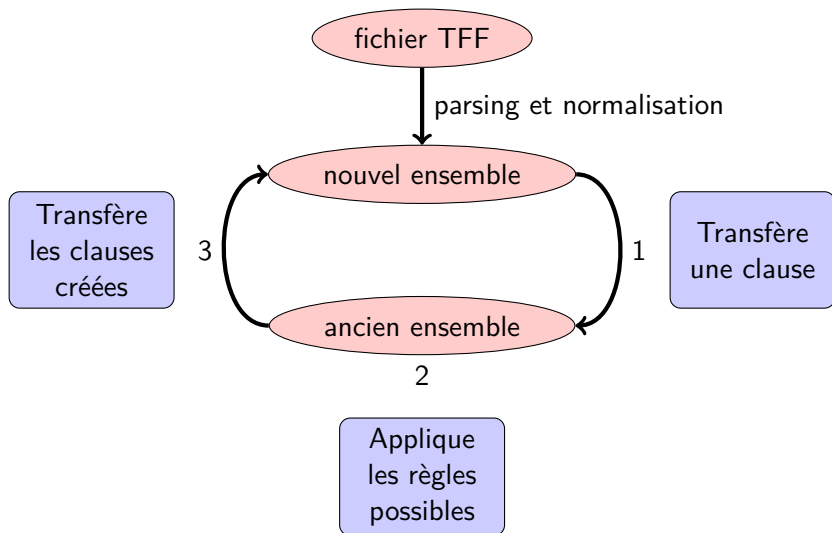 fichier TFF
parsing et normalisation
nouvel ensemble
Transfère
les clauses
créées
3
1
Transfère
une clause
ancien ensemble
2
Applique
les règles
possibles